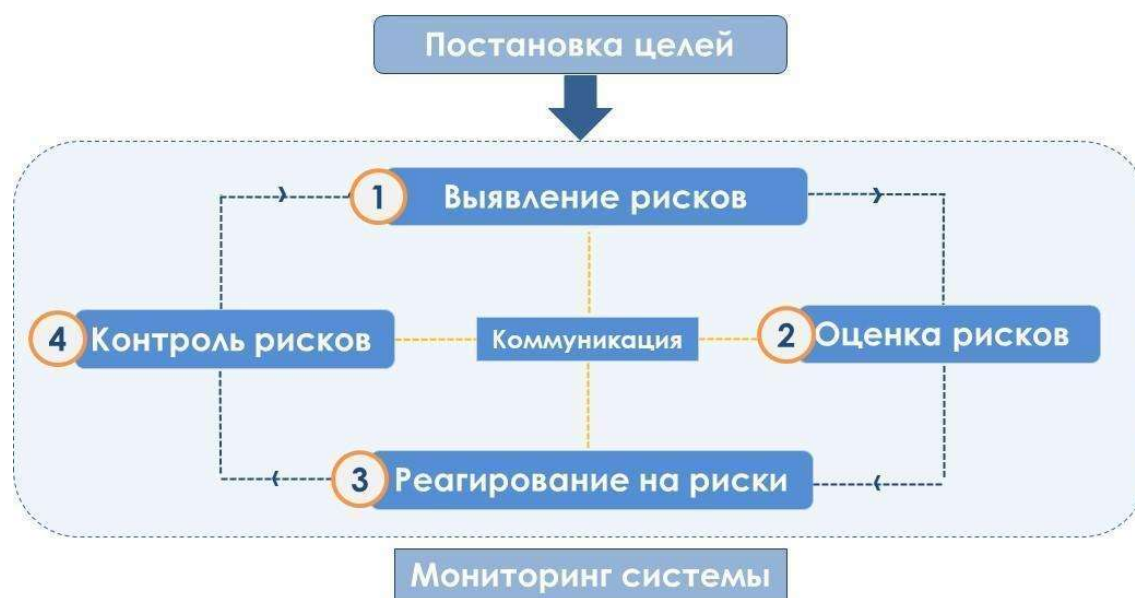 Постановка целей
1 Выявление рисков
4 Контроль рисков
Коммуникация
2 Оценка рисков
3 Реагирование на риски
Мониторинг системы